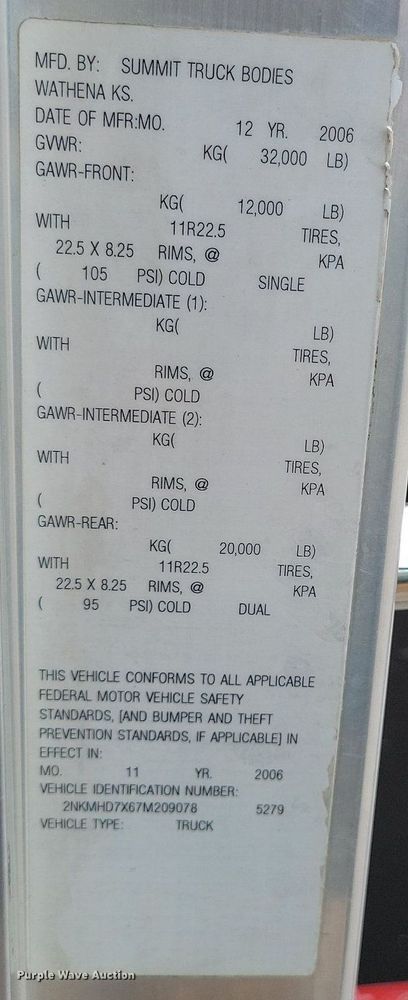 MFD. BY: SUMMIT TRUCK BODIES
WATHENA KS.
DATE OF MFR:MO. 12 YR. 2006
GVWR: KG( 32,000 LB)
GAWR-FRONT:
KG( 12,000 LB)
WITH 11R22.5 TIRES,
22.5 X 8.25 RIMS, @ KPA
( 105 PSI) COLD SINGLE
GAWR-INTERMEDIATE (1):
KG( LB)
WITH TIRES,
RIMS, @ KPA
( PSI) COLD
GAWR-INTERMEDIATE (2):
KG( LB)
WITH TIRES,
RIMS, @ KPA
( PSI) COLD
GAWR-REAR:
KG( 20,000 LB)
WITH 11R22.5 TIRES,
22.5 X 8.25 RIMS, @ KPA
( 95 PSI) COLD DUAL
THIS VEHICLE CONFORMS TO ALL APPLICABLE
FEDERAL MOTOR VEHICLE SAFETY
STANDARDS, [AND BUMPER AND THEFT
PREVENTION STANDARDS, IF APPLICABLE] IN
EFFECT IN:
MO. 11 YR. 2006
VEHICLE IDENTIFICATION NUMBER:
2NKMHD7X67M209078 5279
VEHICLE TYPE: TRUCK
Purple Wave Auction